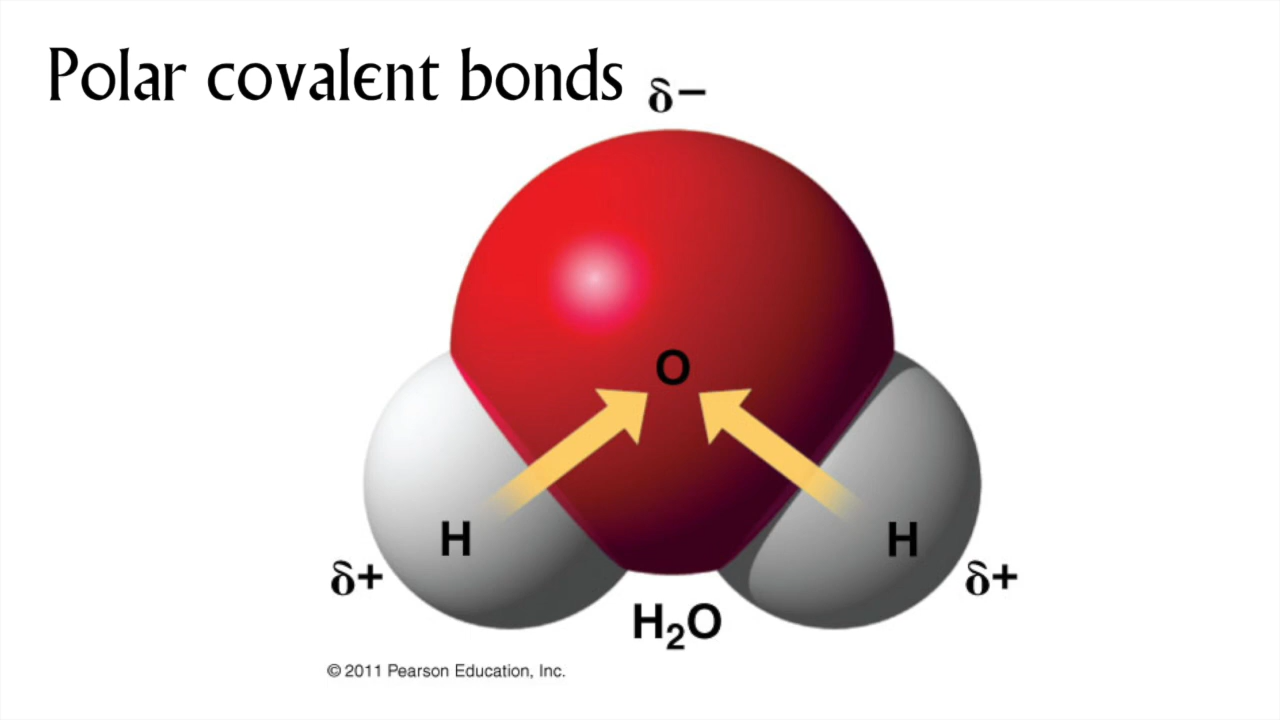 Polar covalent bonds
δ−
O
H
H
δ+
δ+
H₂O
© 2011 Pearson Education, Inc.